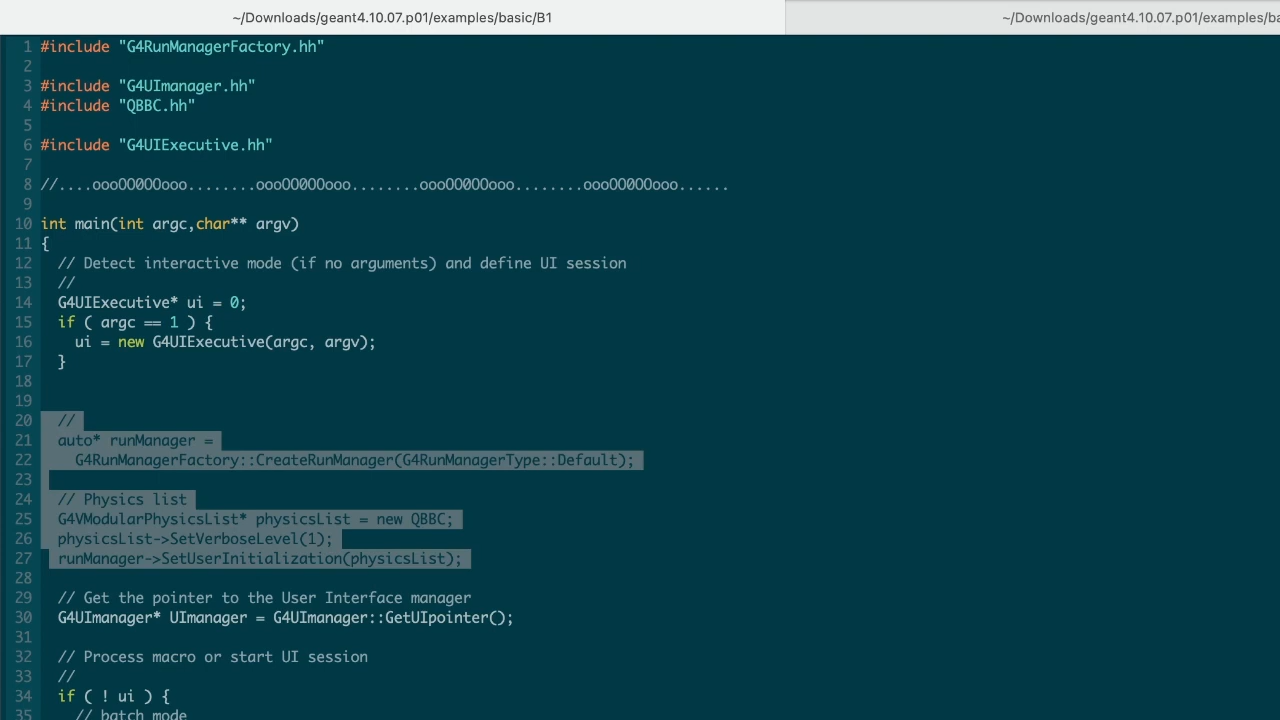 ~/Downloads/geant4.10.07.p01/examples/basic/B1
~/Downloads/geant4.10.07.p01/examples/ba
1 #include "G4RunManagerFactory.hh"
2
3 #include "G4UImanager.hh"
4 #include "QBBC.hh"
5
6 #include "G4UIExecutive.hh"
7
8 //....oooOO0OOooo........oooOO0OOooo........oooOO0OOooo........oooOO0OOooo......
9
10 int main(int argc,char** argv)
11 {
12   // Detect interactive mode (if no arguments) and define UI session
13   //
14   G4UIExecutive* ui = 0;
15   if ( argc == 1 ) {
16     ui = new G4UIExecutive(argc, argv);
17   }
18
19
20   //
21   auto* runManager =
22     G4RunManagerFactory::CreateRunManager(G4RunManagerType::Default);
23
24   // Physics list
25   G4VModularPhysicsList* physicsList = new QBBC;
26   physicsList->SetVerboseLevel(1);
27   runManager->SetUserInitialization(physicsList);
28
29   // Get the pointer to the User Interface manager
30   G4UImanager* UImanager = G4UImanager::GetUIpointer();
31
32   // Process macro or start UI session
33   //
34   if ( ! ui ) {
35     // batch mode